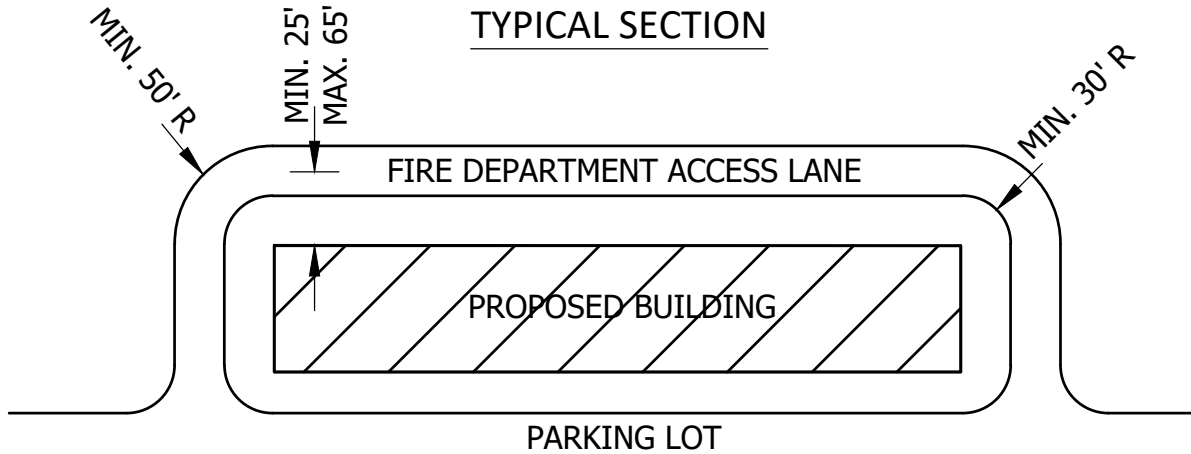 TYPICAL SECTION
MIN. 50' R
MIN. 25'
MAX. 65'
MIN. 30' R
FIRE DEPARTMENT ACCESS LANE
PROPOSED BUILDING
PARKING LOT